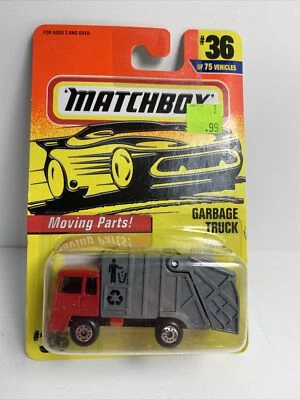 FOR AGES 3 AND OVER
#36
OF 75 VEHICLES
MATCHBOX
.99
Moving Parts!
GARBAGE
TRUCK
#